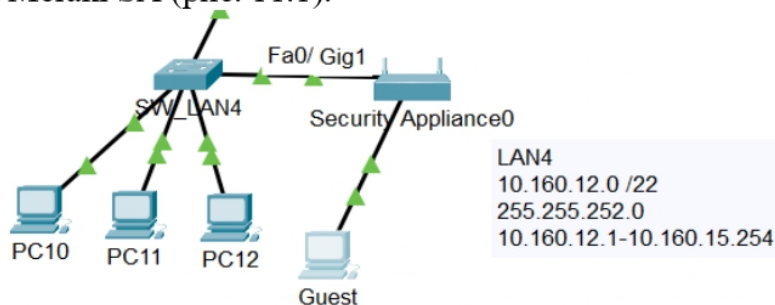 Fa0/ Gig1
SW_LAN4
Security Appliance0
LAN4
10.160.12.0 /22
255.255.252.0
10.160.12.1-10.160.15.254
PC10
PC11
PC12
Guest